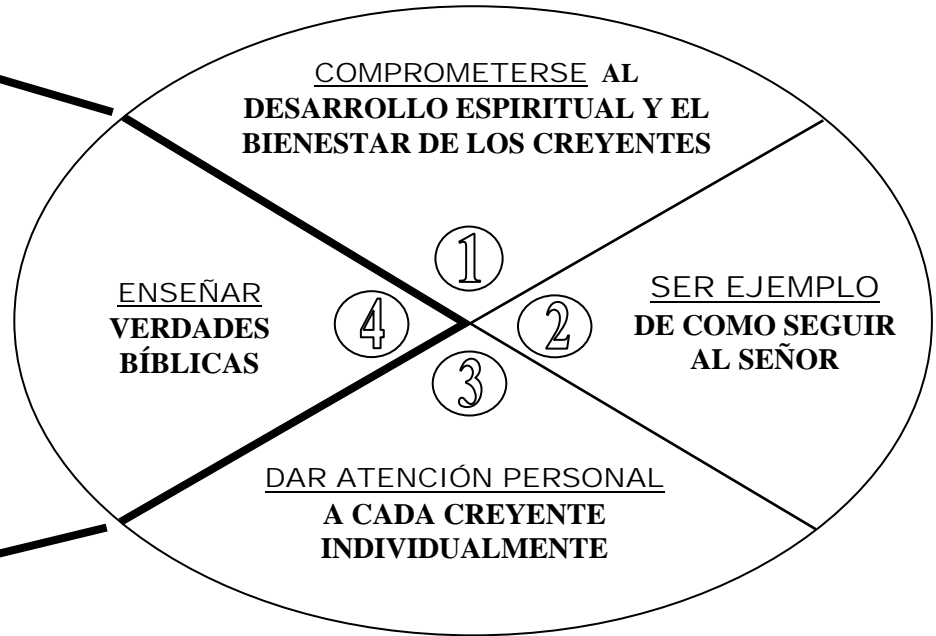 COMPROMETERSE AL
DESARROLLO ESPIRITUAL Y EL
BIENESTAR DE LOS CREYENTES
1
SER EJEMPLO
DE COMO SEGUIR
AL SEÑOR
2
DAR ATENCIÓN PERSONAL
A CADA CREYENTE
INDIVIDUALMENTE
3
ENSEÑAR
VERDADES
BÍBLICAS
4